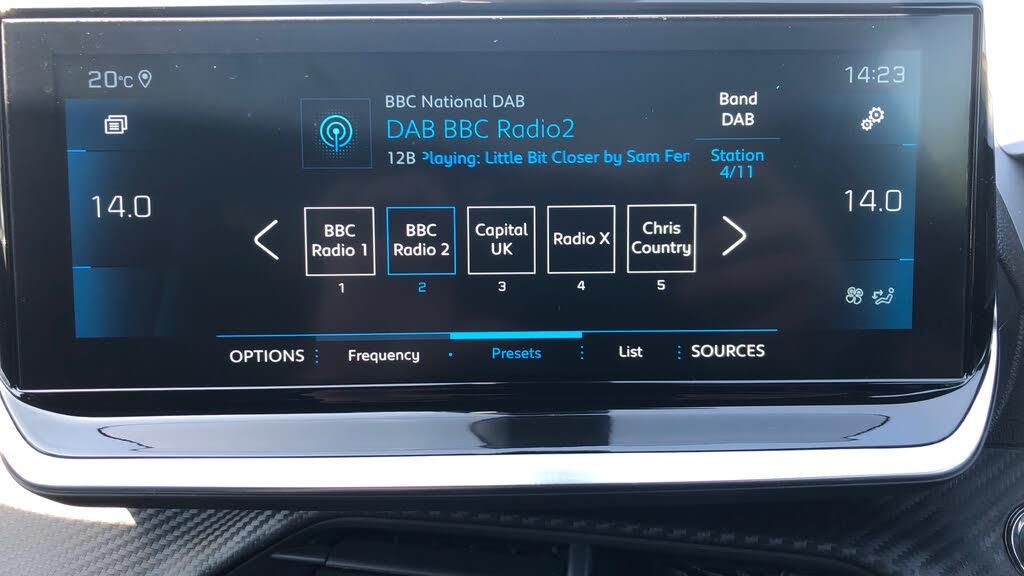 20°C
14:23
BBC National DAB
DAB BBC Radio2
12B Playing: Little Bit Closer by Sam Fer
Band
DAB
Station
4/11
14.0
14.0
BBC
Radio 1
BBC
Radio 2
Capital
UK
Radio X
Chris
Country
1
2
3
4
5
OPTIONS
Frequency
Presets
List
SOURCES